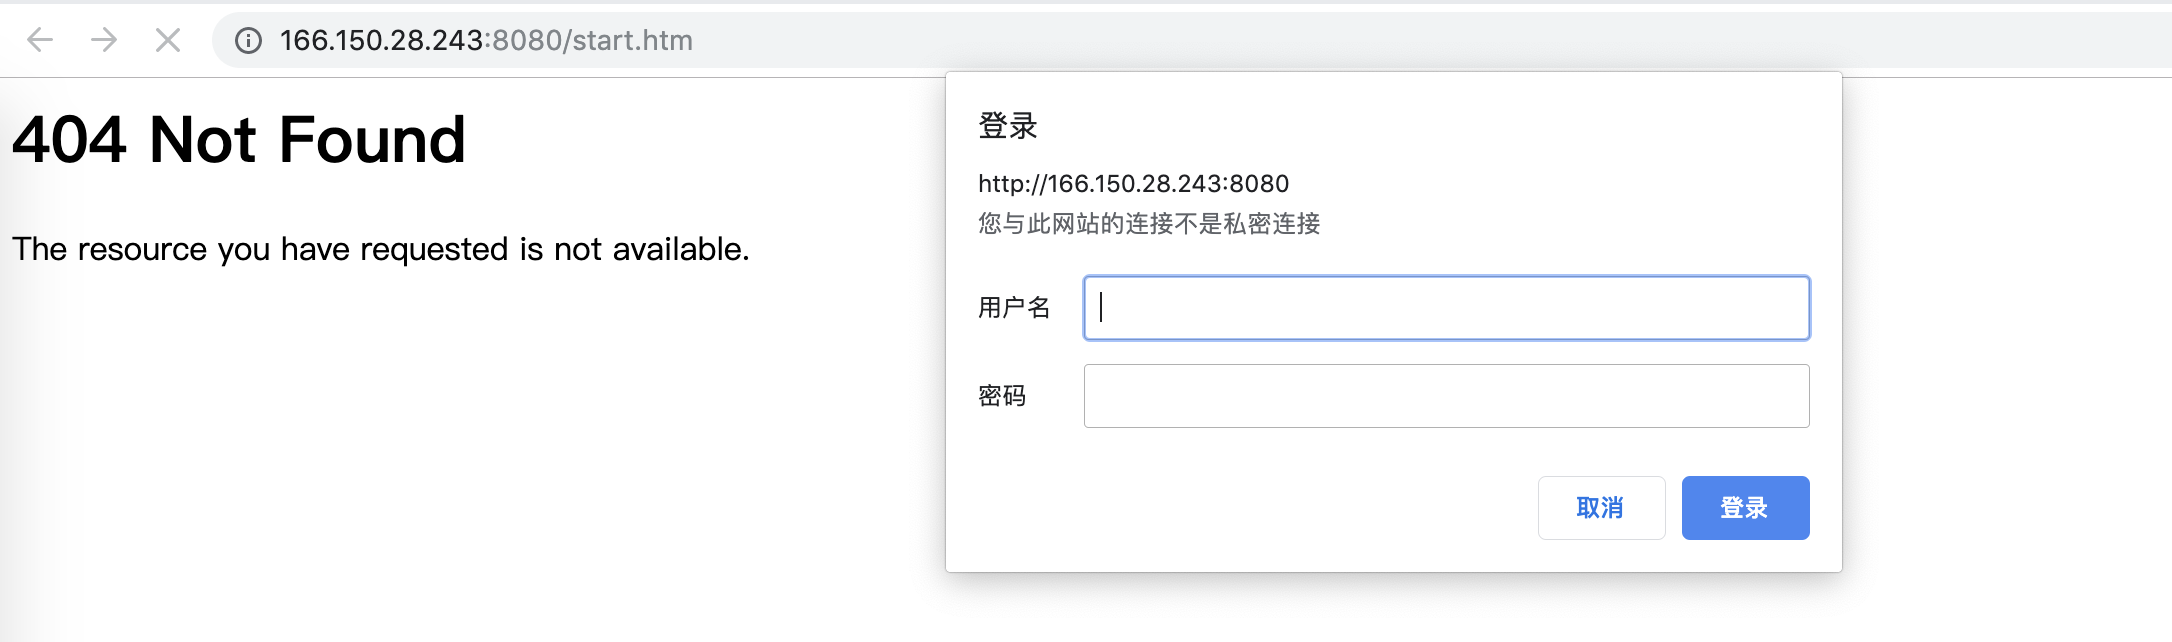 166.150.28.243:8080/start.htm
404 Not Found
The resource you have requested is not available.
登录
http://166.150.28.243:8080
您与此网站的连接不是私密连接
用户名
密码
取消
登录